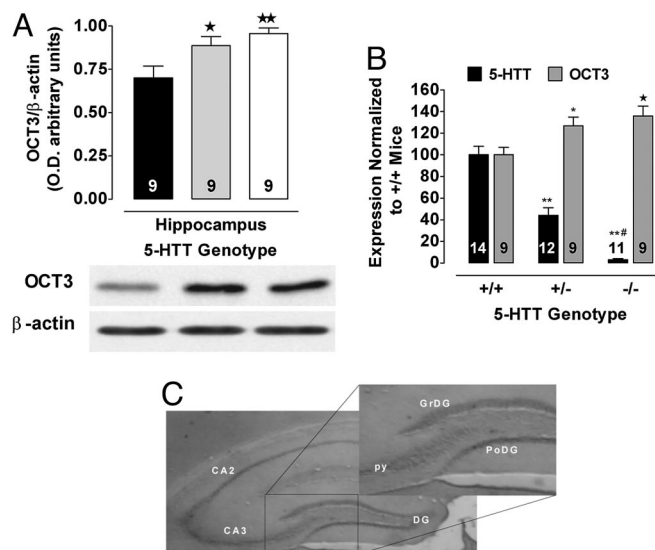 A
OCT3/β-actin
(O.D. arbitrary units)
1.00
0.75
0.50
0.25
0.00
★
★★
9
9
9
Hippocampus
5-HTT Genotype
OCT3
β-actin
B
5-HTT
OCT3
Expression Normalized
to +/+ Mice
160
140
120
100
80
60
40
20
0
**
*
**#
★
14
9
12
9
11
9
+/+
+/-
-/-
5-HTT Genotype
C
CA2
CA3
DG
GrDG
PoDG
py